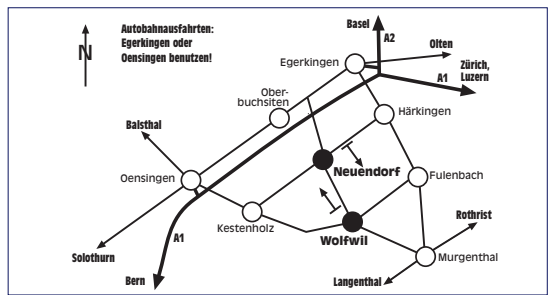 N
Autobahnausfahrten:
Egerkingen oder
Oensingen benutzen!
Basel
A2
Olten
Egerkingen
Zürich,
Luzern
A1
Ober-
buchsiten
Härkingen
Balsthal
Neuendorf
Oensingen
Fulenbach
Kestenholz
Rothrist
Wolfwil
A1
Solothurn
Murgenthal
Bern
Langenthal